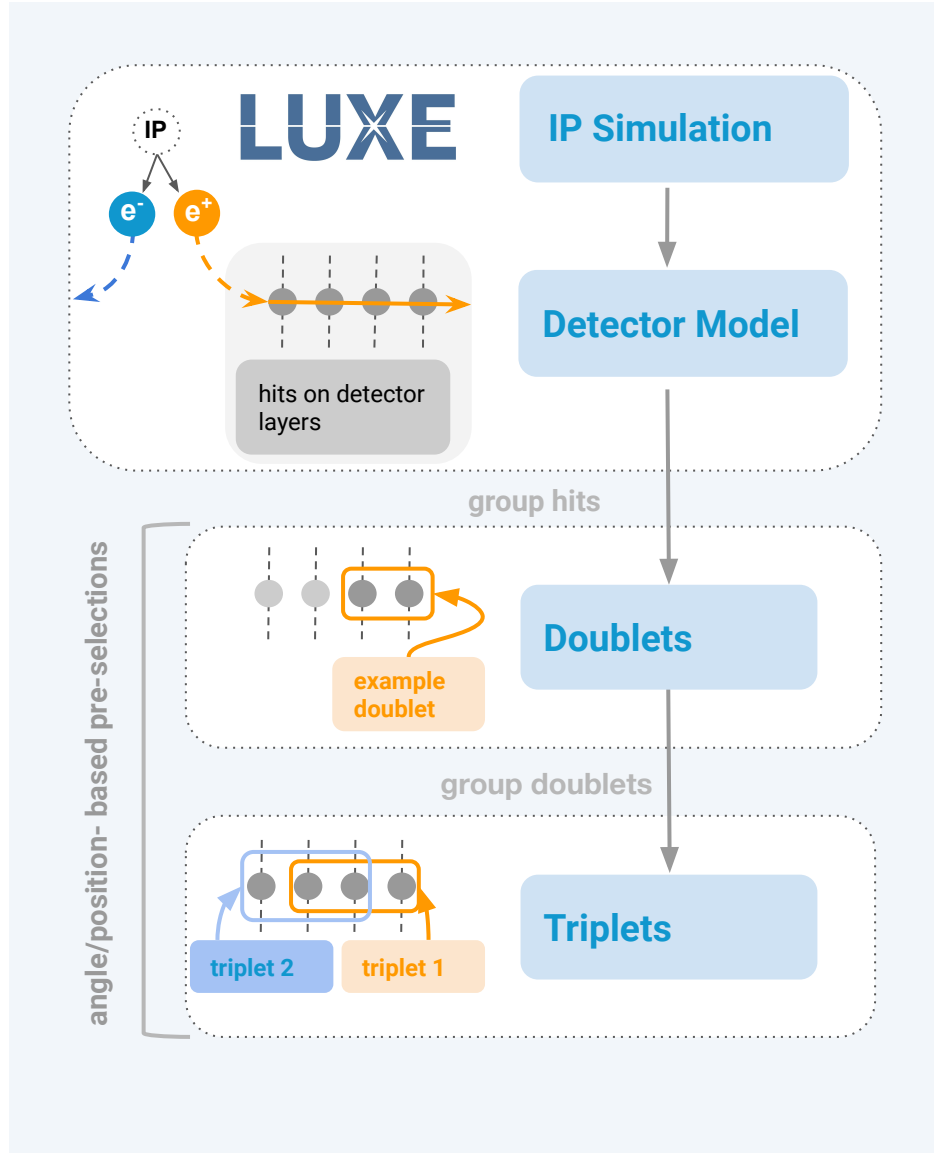 LUXE
IP Simulation
IP
e-
e+
Detector Model
hits on detector
layers
group hits
angle/position- based pre-selections
Doublets
example
doublet
group doublets
Triplets
triplet 2
triplet 1